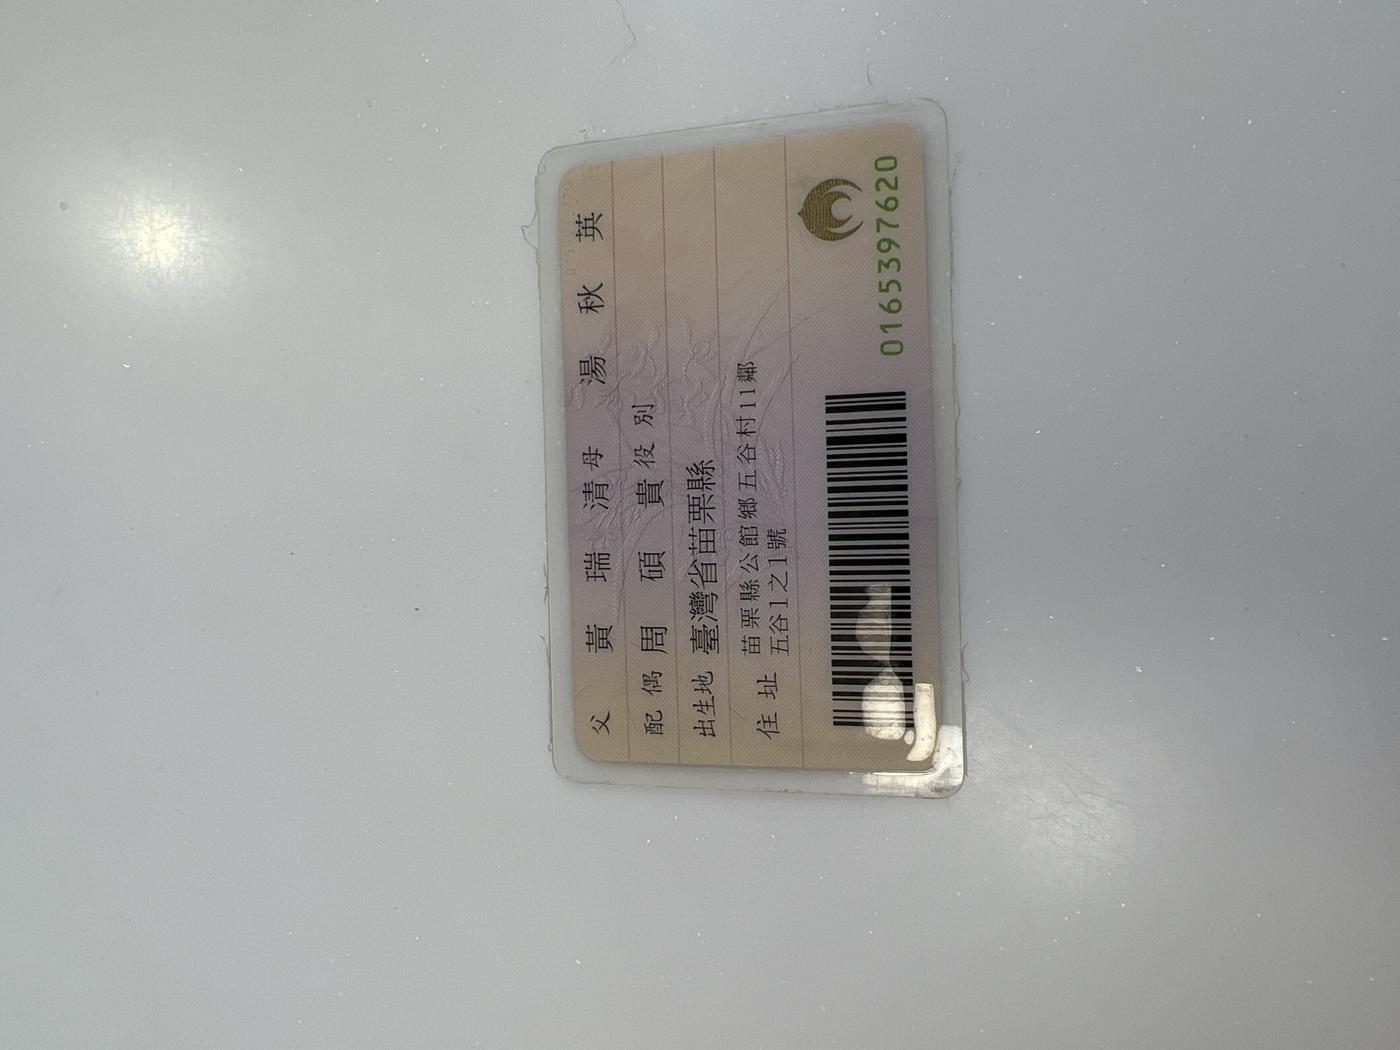 父 黃瑞清 母 湯秋英
配偶 周碩貴 役別
出生地 臺灣省苗栗縣
住址 苗栗縣公館鄉五谷村11鄰
五谷1之1號
0165397620